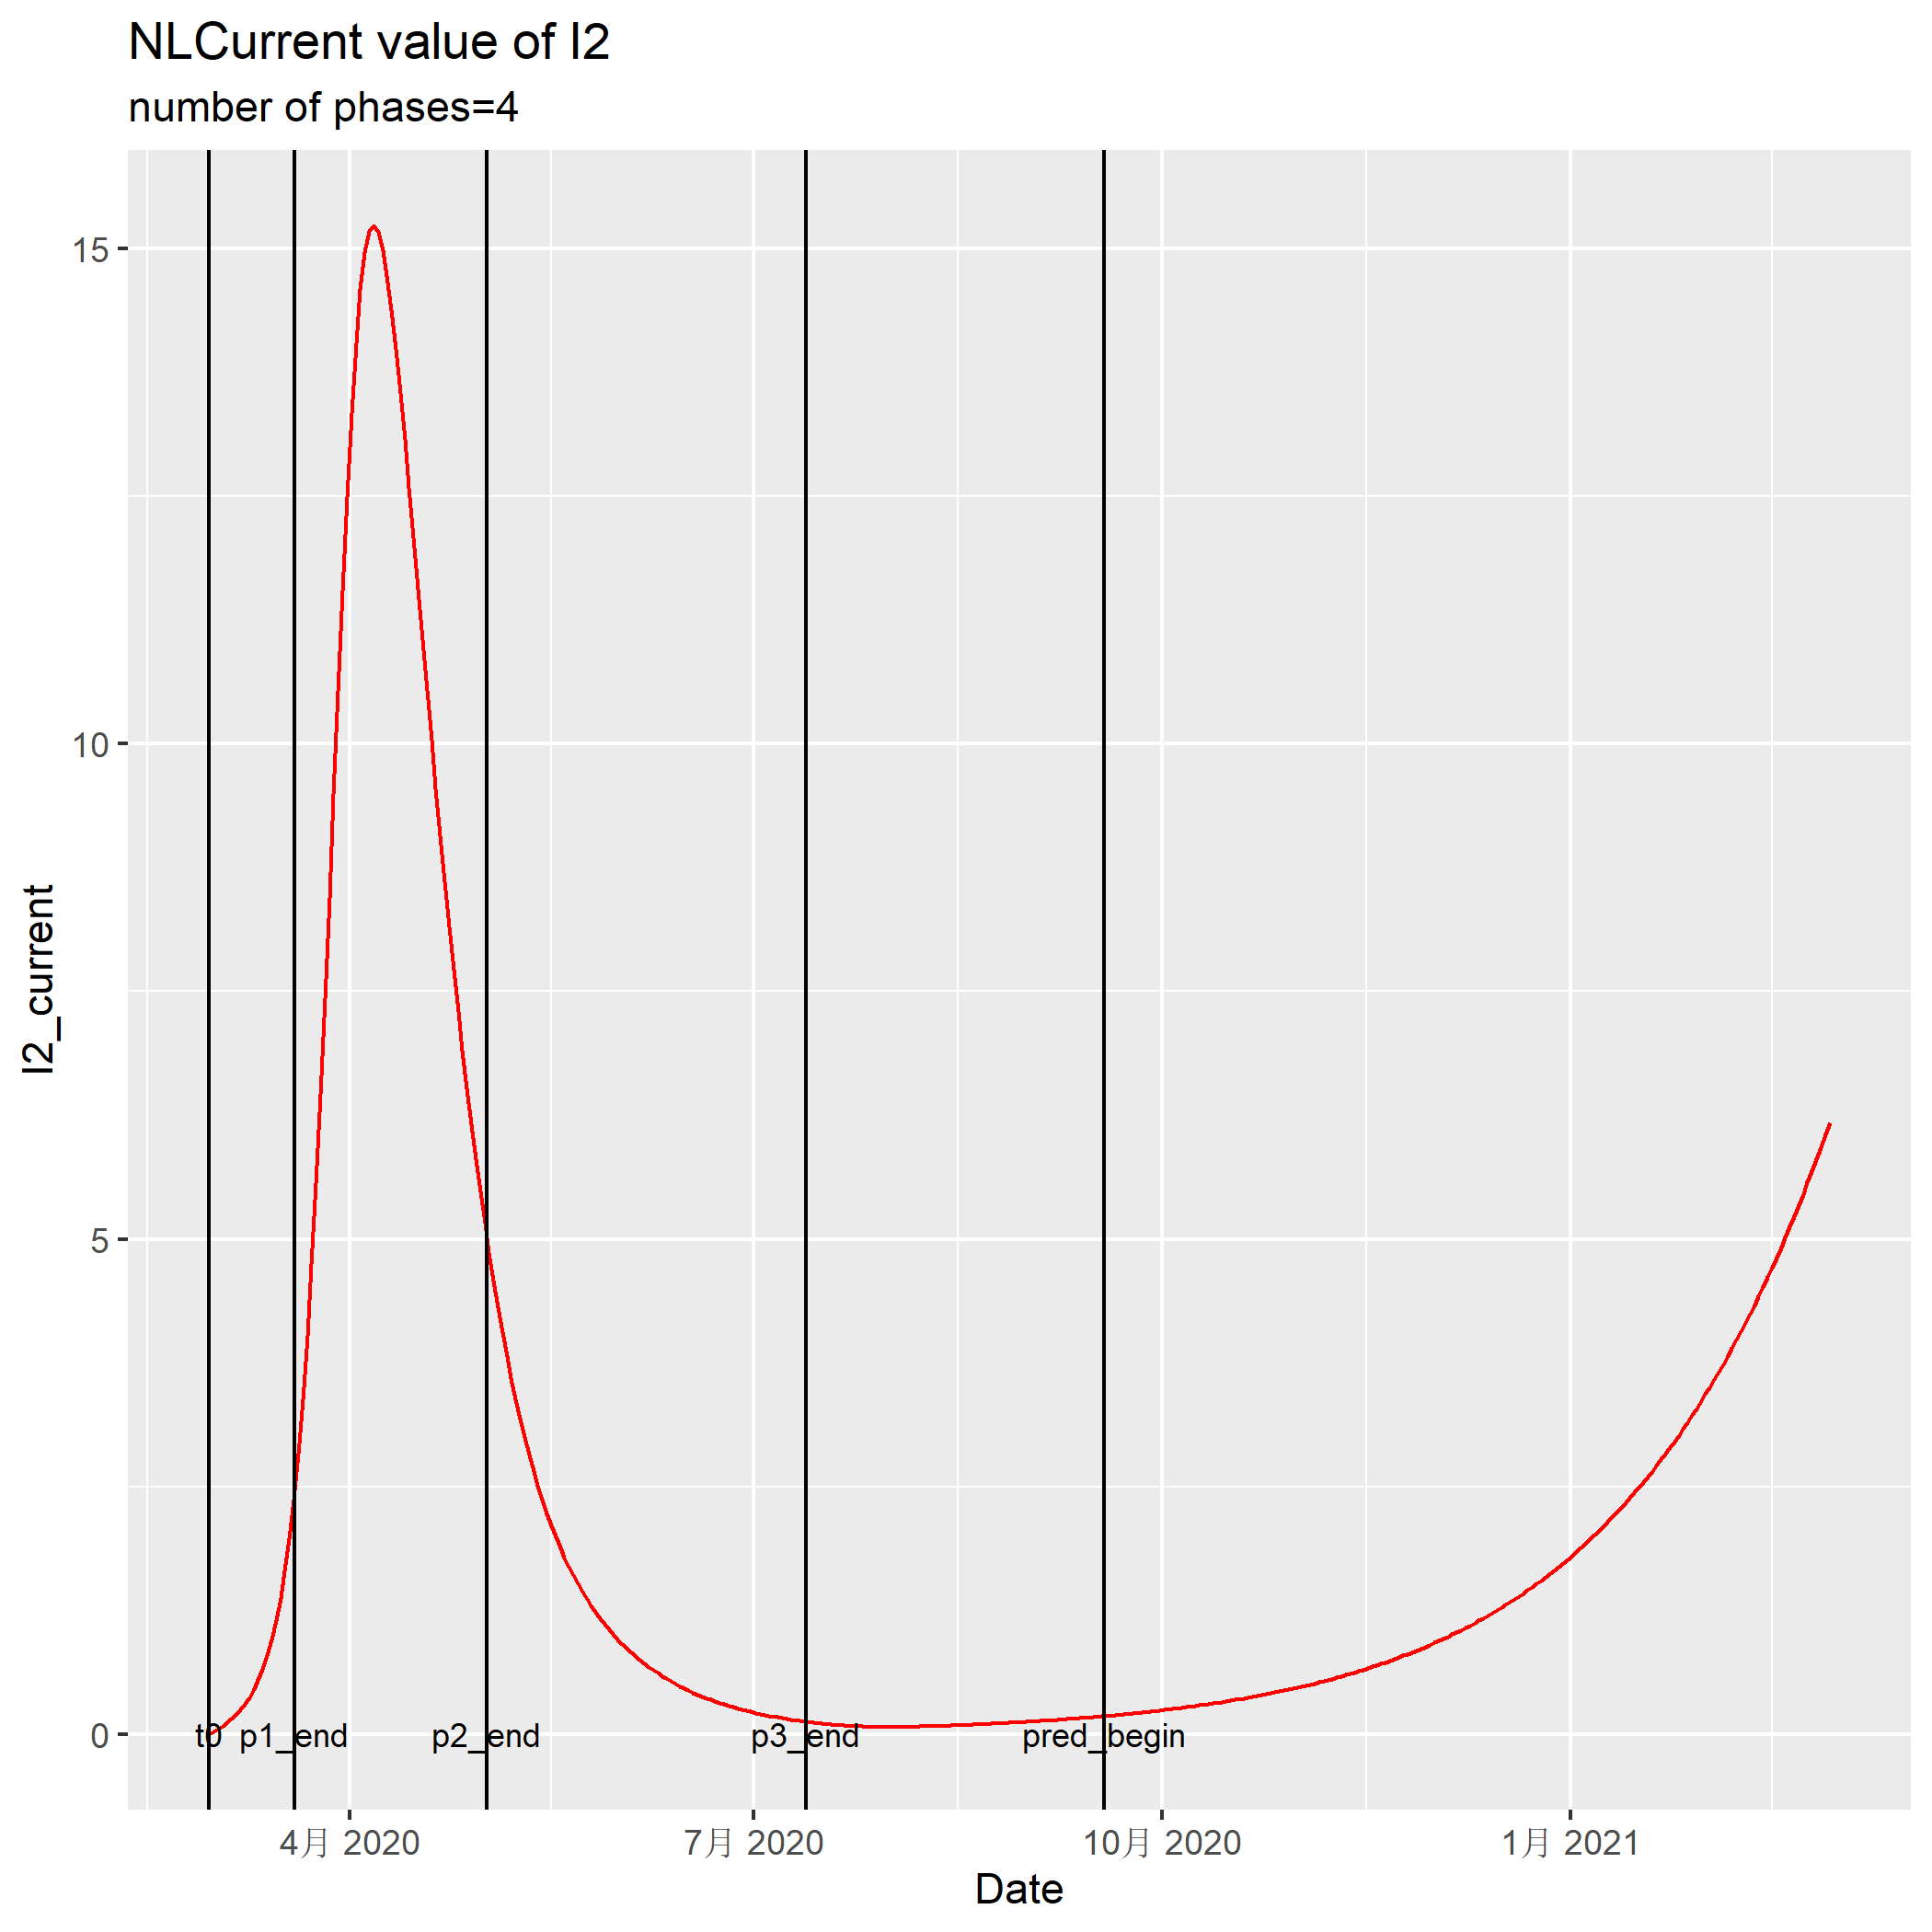 NLCurrent value of I2
number of phases=4
15
10
5
0
I2_current
t0
p1_end
p2_end
p3_end
pred_begin
4月 2020
7月 2020
10月 2020
1月 2021
Date